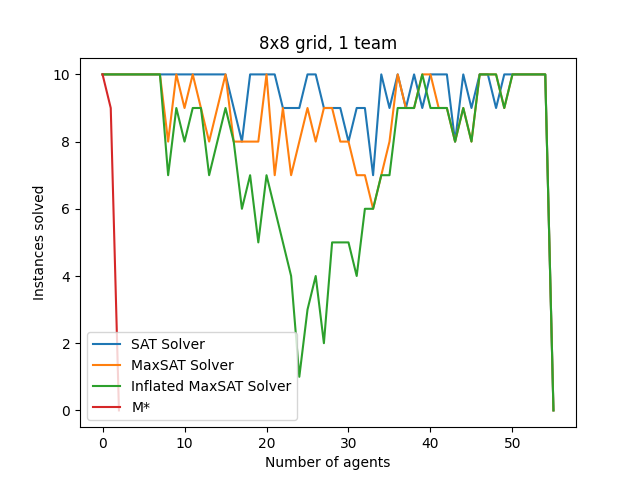 8x8 grid, 1 team
10
8
6
4
2
0
Instances solved
SAT Solver
MaxSAT Solver
Inflated MaxSAT Solver
M*
0 10 20 30 40 50
Number of agents